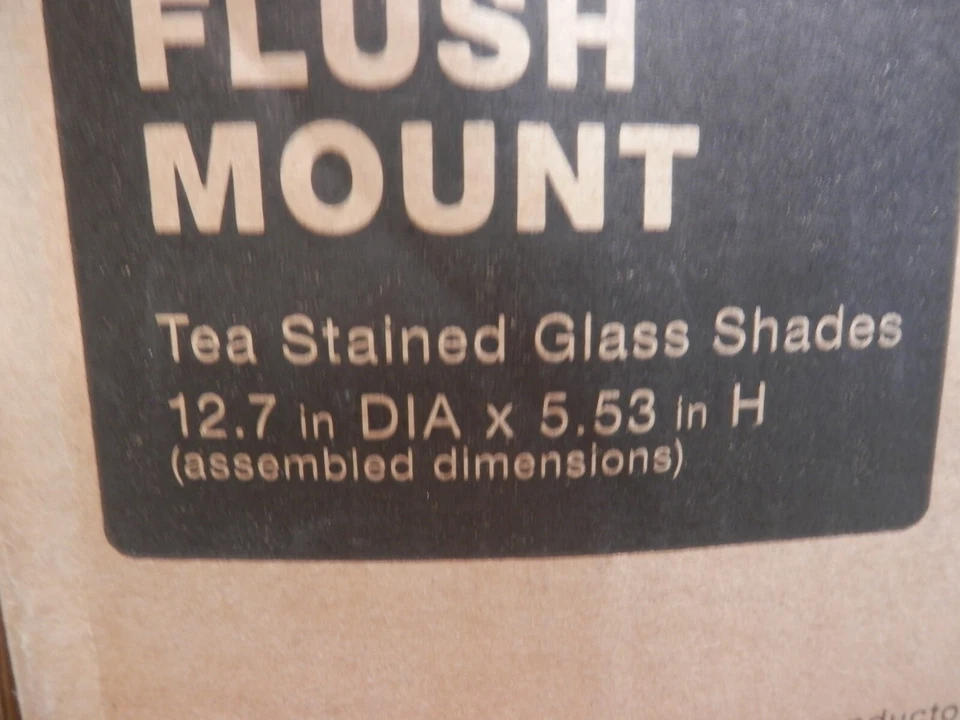 FLUSH
MOUNT
Tea Stained Glass Shades
12.7 in DIA x 5.53 in H
(assembled dimensions)